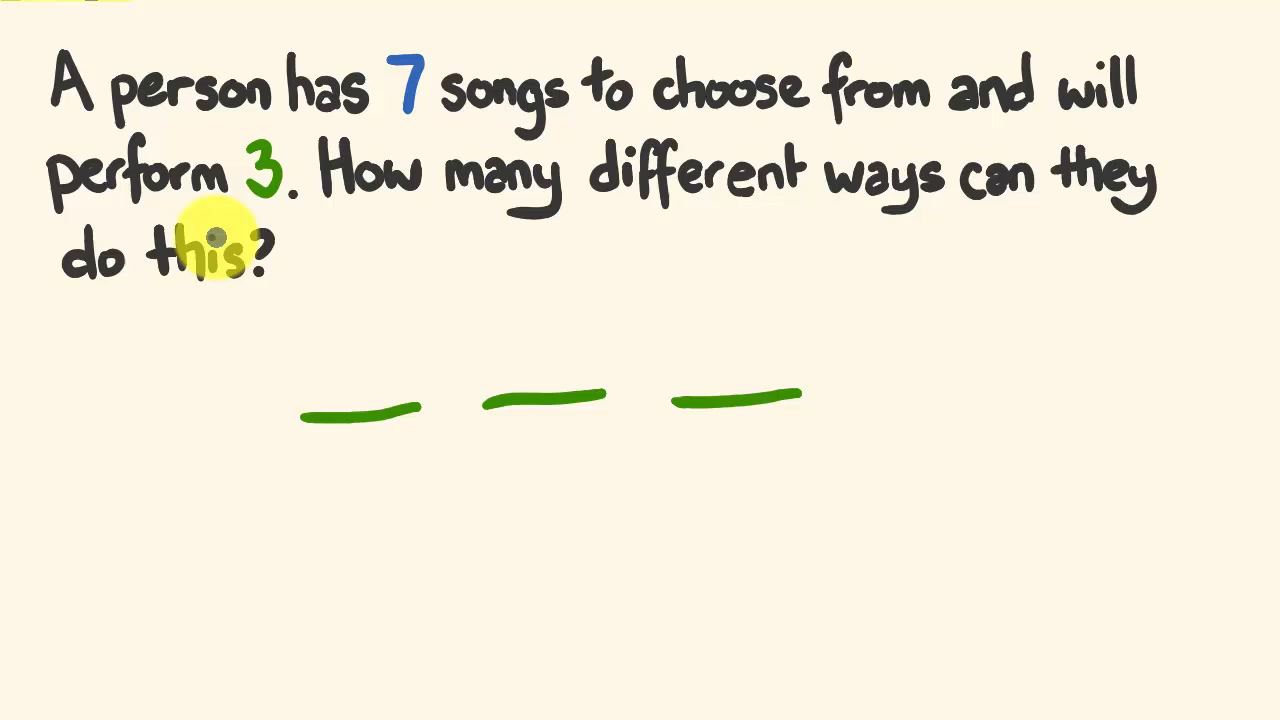 A person has 7 songs to choose from and will
perform 3. How many different ways can they
do this?